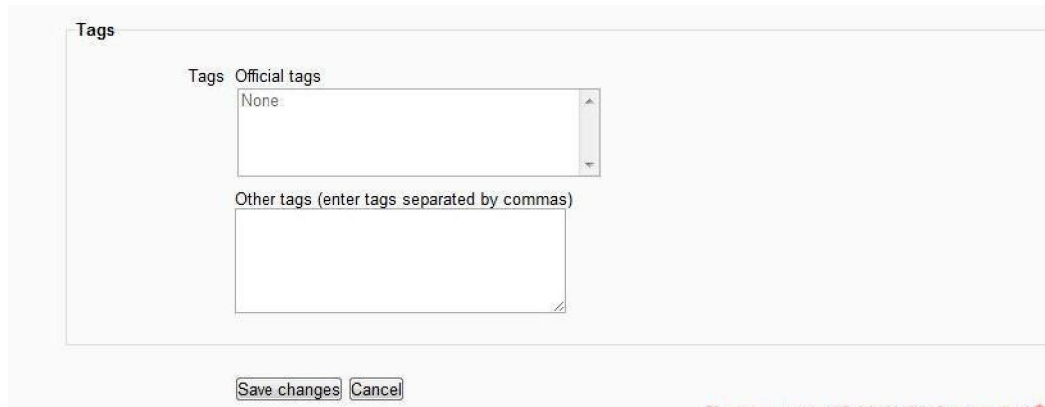 Tags
Tags Official tags
None
Other tags (enter tags separated by commas)
Save changes Cancel